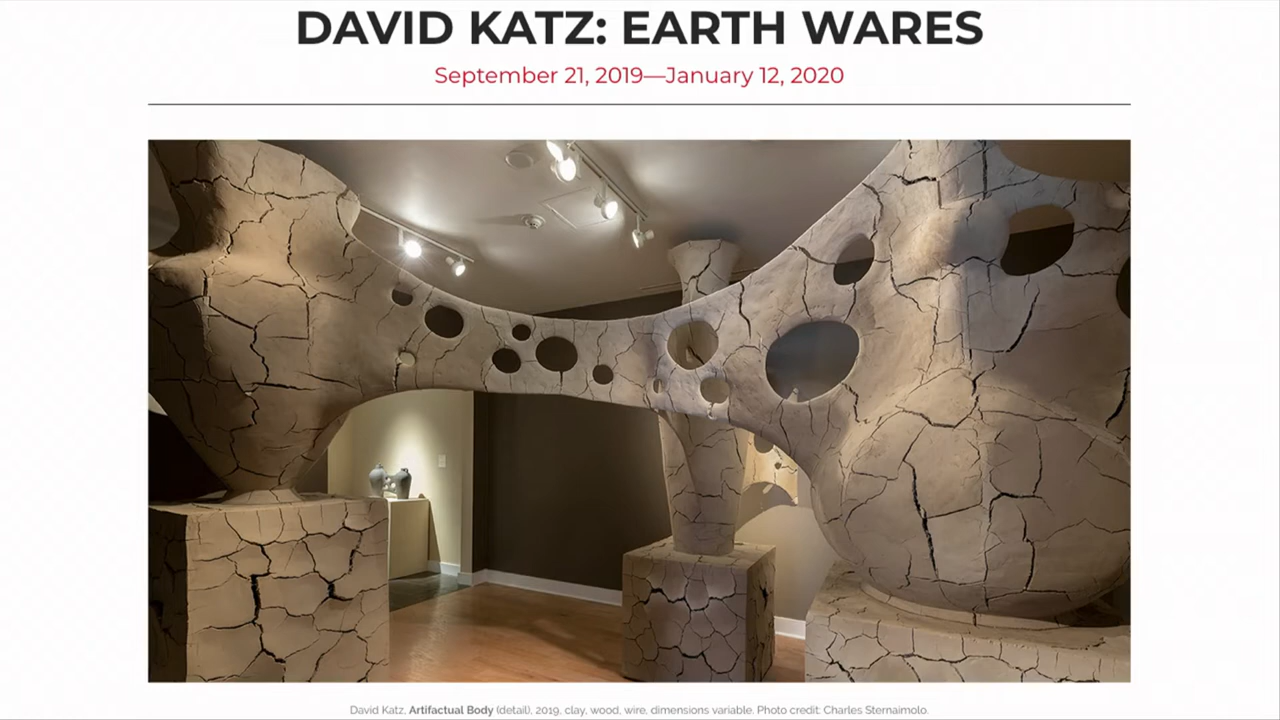 DAVID KATZ: EARTH WARES
September 21, 2019—January 12, 2020
David Katz, Artifactual Body (detail), 2019, clay, wood, wire, dimensions variable. Photo credit: Charles Sternaimolo.